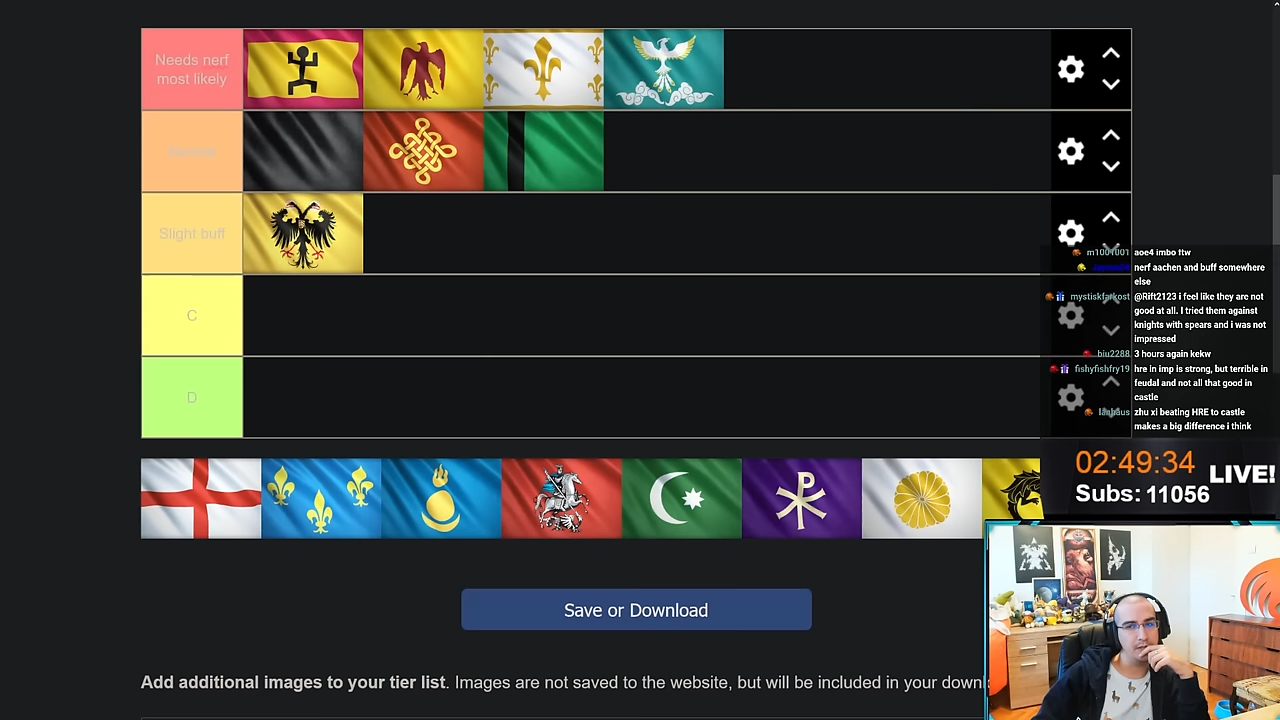 Needs nerf
most likely
Slight buff
C
D
m1001001 aoe4 imbo ttw
nerf aachen and buff somewhere
else
mystiskfatkost @Rift2123 i feel like they are not
good at all. I tried them against
knights with spears and i was not
impressed
biu2288 3 hours again kekw
fishyfishfry19 hre in imp is strong, but terrible in
feudal and not all that good in
castle
zhu xi beating HRE to castle
makes a big difference i think
02:49:34
LIVE!
Subs: 11056
Save or Download
Add additional images to your tier list. Images are not saved to the website, but will be included in your downl